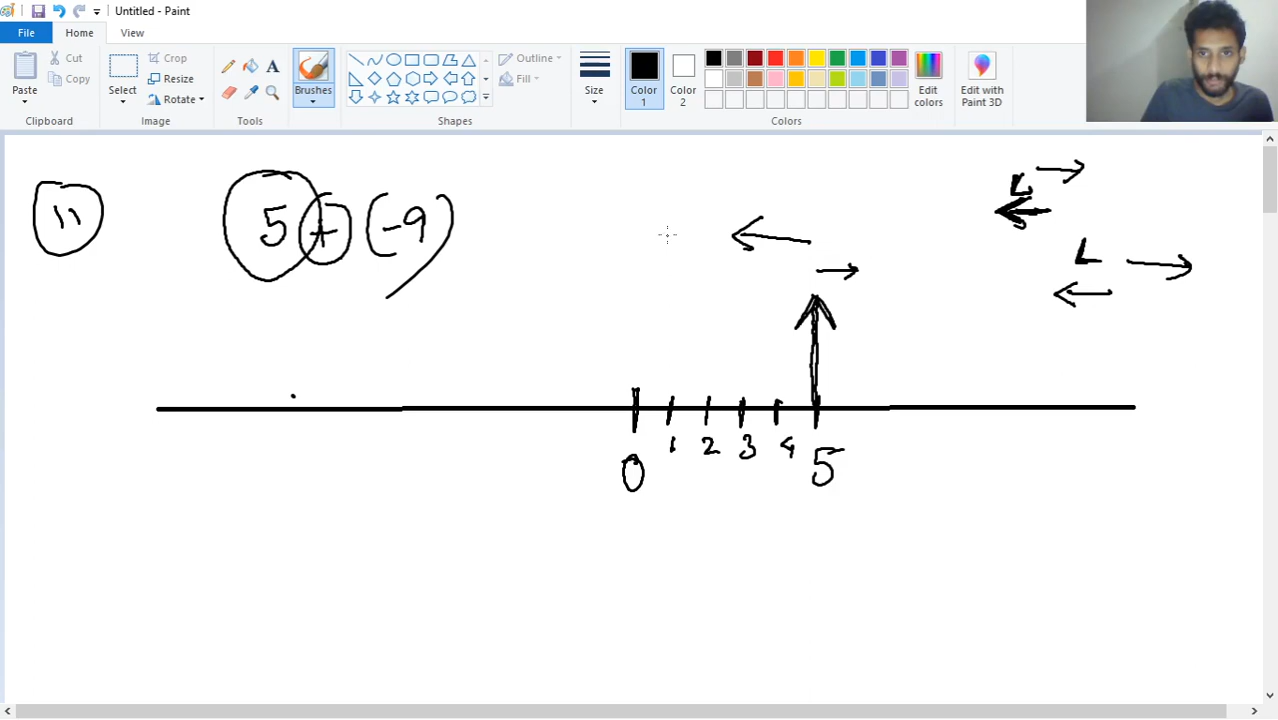 Untitled - Paint
File Home View
Paste
Cut
Copy
Clipboard
Select
Crop
Resize
Rotate
Image
A
Tools
Brushes
Shapes
Outline
Fill
Size
Color 1
Color 2
Edit colors
Colors
Edit with Paint 3D
11 5 + (-9)
L
L
0 1 2 3 4 5